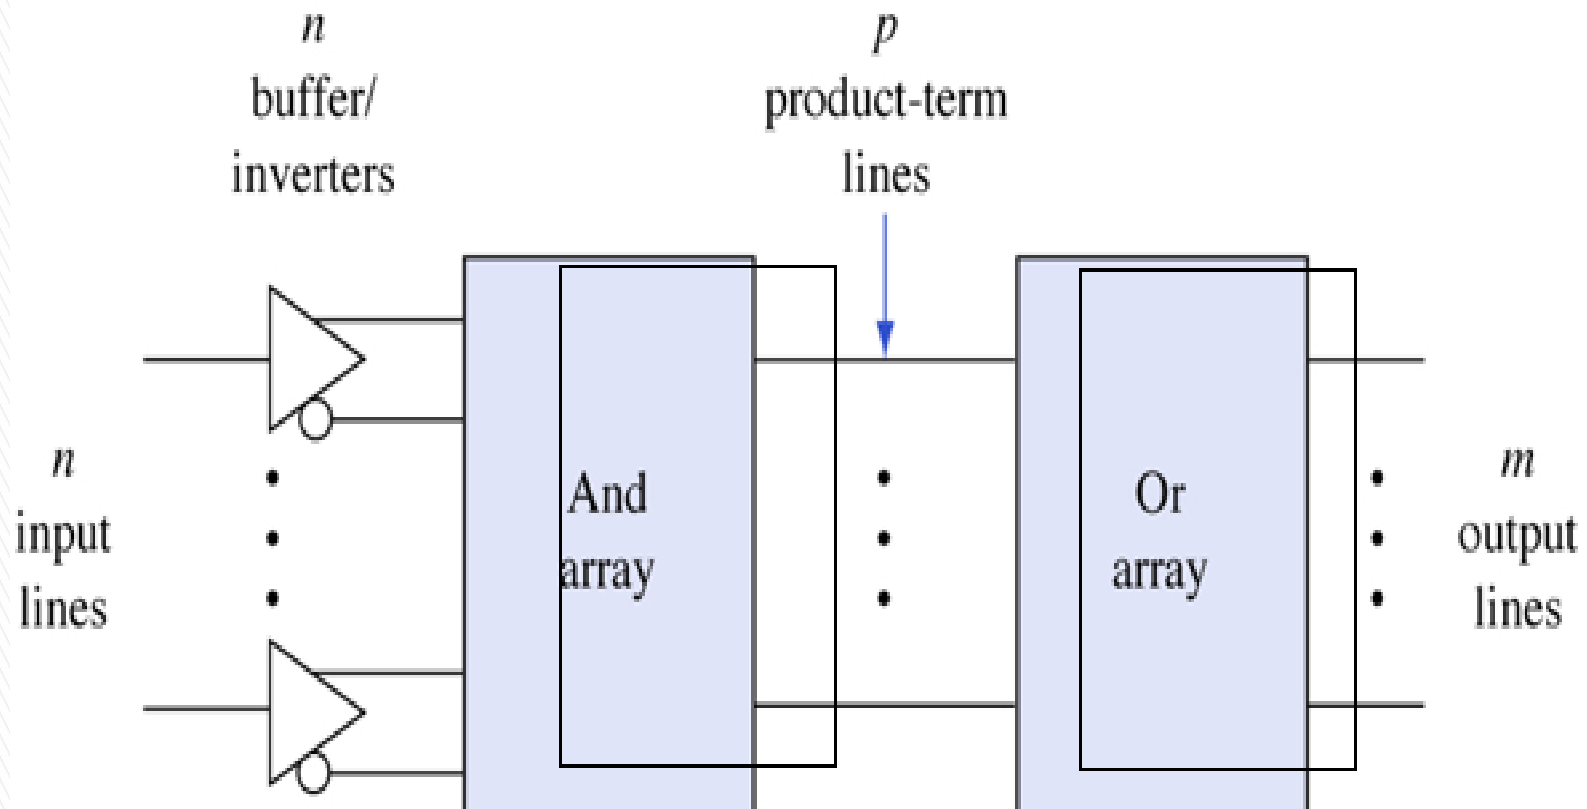 n
buffer/
inverters
p
product-term
lines
n
input
lines
And
array
Or
array
m
output
lines